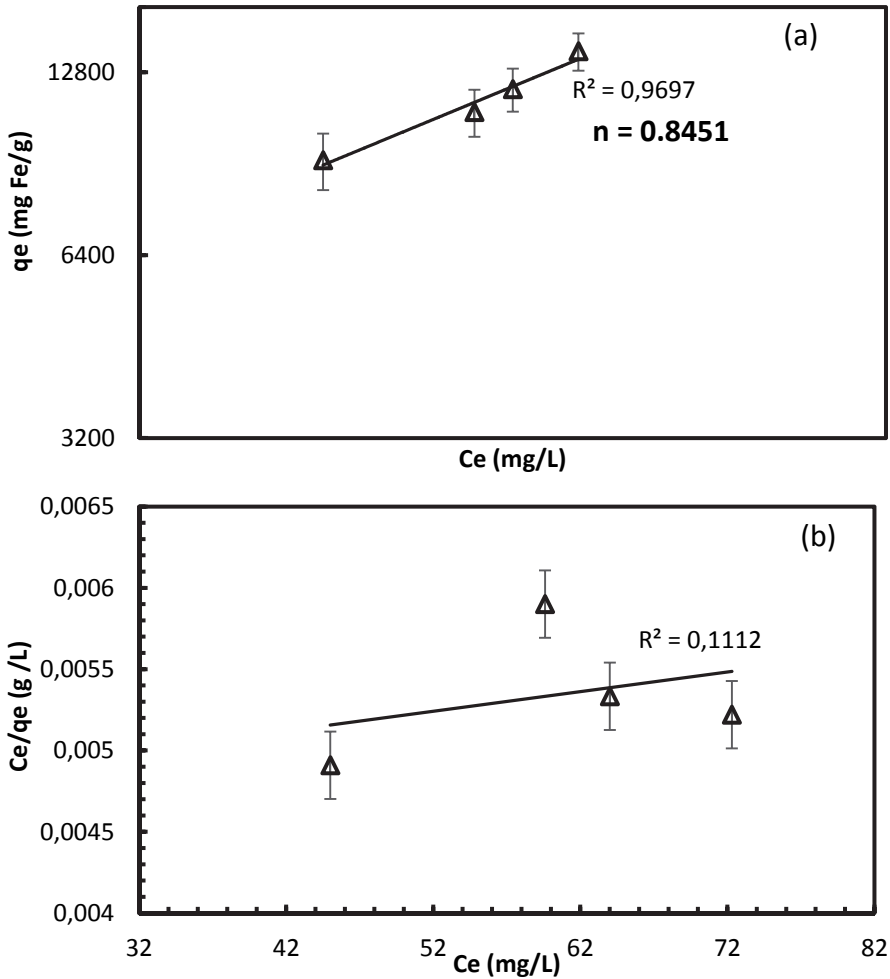 (a)
12800
R² = 0,9697
n = 0.8451
qe (mg Fe/g)
6400
3200
Ce (mg/L)
0,0065
(b)
0,006
R² = 0,1112
0,0055
Ce/qe (g /L)
0,005
0,0045
0,004
32 42 52 62 72 82
Ce (mg/L)